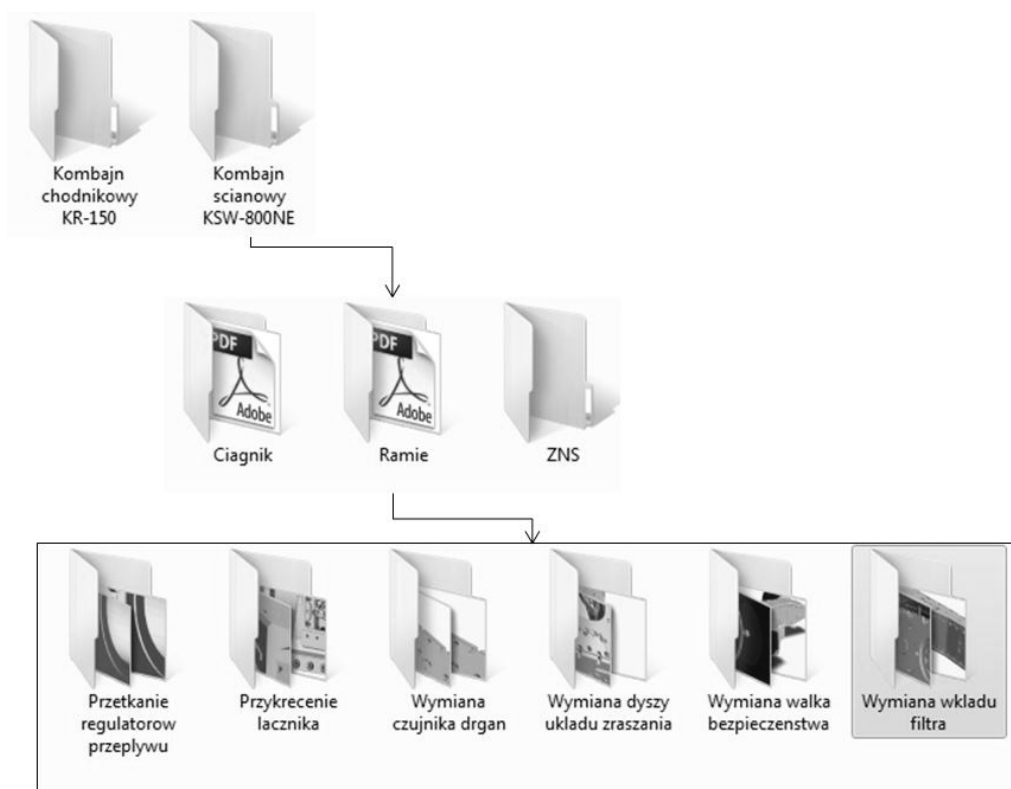 Kombajn
chodnikowy
KR-150
Kombajn
scianowy
KSW-800NE
PDF
Adobe
Ciagnik
PDF
Adobe
Ramie
ZNS
Przetkanie
regulatorow
przeplywu
Przykrecenie
lacznika
Wymiana
czujnika drgan
Wymiana dyszy
ukladu zraszania
Wymiana walka
bezpieczenstwa
Wymiana wkladu
filtra